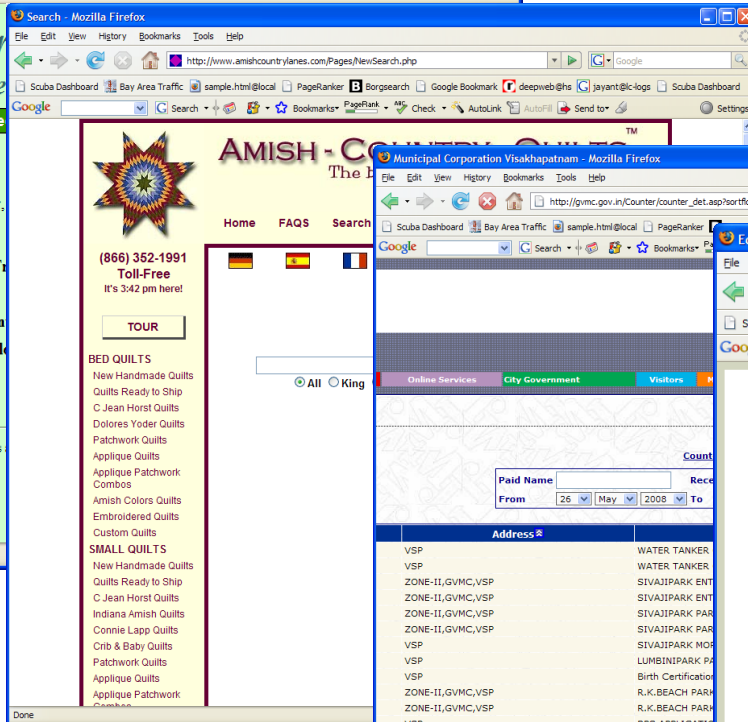 Search - Mozilla Firefox
File Edit View History Bookmarks Tools Help
http://www.amishcountrylanes.com/Pages/NewSearch.php
G Google
Scuba Dashboard Bay Area Traffic sample.html@local PageRanker Borgsearch Google Bookmark deepweb@hs jayant@lc-logs Scuba Dashboard
Google G Search Bookmarks PageRank ABC Check AutoLink AutoFill Send to Settings
AMISH - COUNTRY - QUILTS TM
The b
Home FAQS Search
(866) 352-1991
Toll-Free
It's 3:42 pm here!
TOUR
All King
BED QUILTS
New Handmade Quilts
Quilts Ready to Ship
C Jean Horst Quilts
Dolores Yoder Quilts
Patchwork Quilts
Applique Quilts
Applique Patchwork
Combos
Amish Colors Quilts
Embroidered Quilts
Custom Quilts
SMALL QUILTS
New Handmade Quilts
Quilts Ready to Ship
C Jean Horst Quilts
Indiana Amish Quilts
Connie Lapp Quilts
Crib & Baby Quilts
Patchwork Quilts
Applique Quilts
Applique Patchwork
Done
Municipal Corporation Visakhapatnam - Mozilla Firefox
File Edit View History Bookmarks Tools Help
http://gvmc.gov.in/Counter/counter_det.asp?sortflo
Scuba Dashboard Bay Area Traffic sample.html@local PageRanker
Google G Search Bookmarks
Online Services City Government Visitors
Count
Paid Name Rece
From 26 May 2008 To
Address
VSP WATER TANKER
VSP WATER TANKER
ZONE-II,GVMC,VSP SIVAJIPARK ENT
ZONE-II,GVMC,VSP SIVAJIPARK ENT
ZONE-II,GVMC,VSP SIVAJIPARK PAR
ZONE-II,GVMC,VSP SIVAJIPARK PAR
VSP SIVAJIPARK MOR
VSP LUMBINIPARK PA
VSP Birth Certification
ZONE-II,GVMC,VSP R.K.BEACH PARK
ZONE-II,GVMC,VSP R.K.BEACH PARK
File
Goo